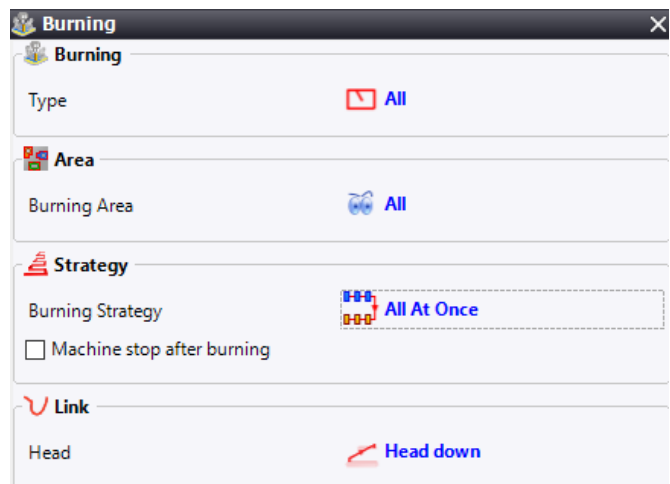 Burning
Burning
Type All
Area
Burning Area All
Strategy
Burning Strategy All At Once
Machine stop after burning
Link
Head Head down